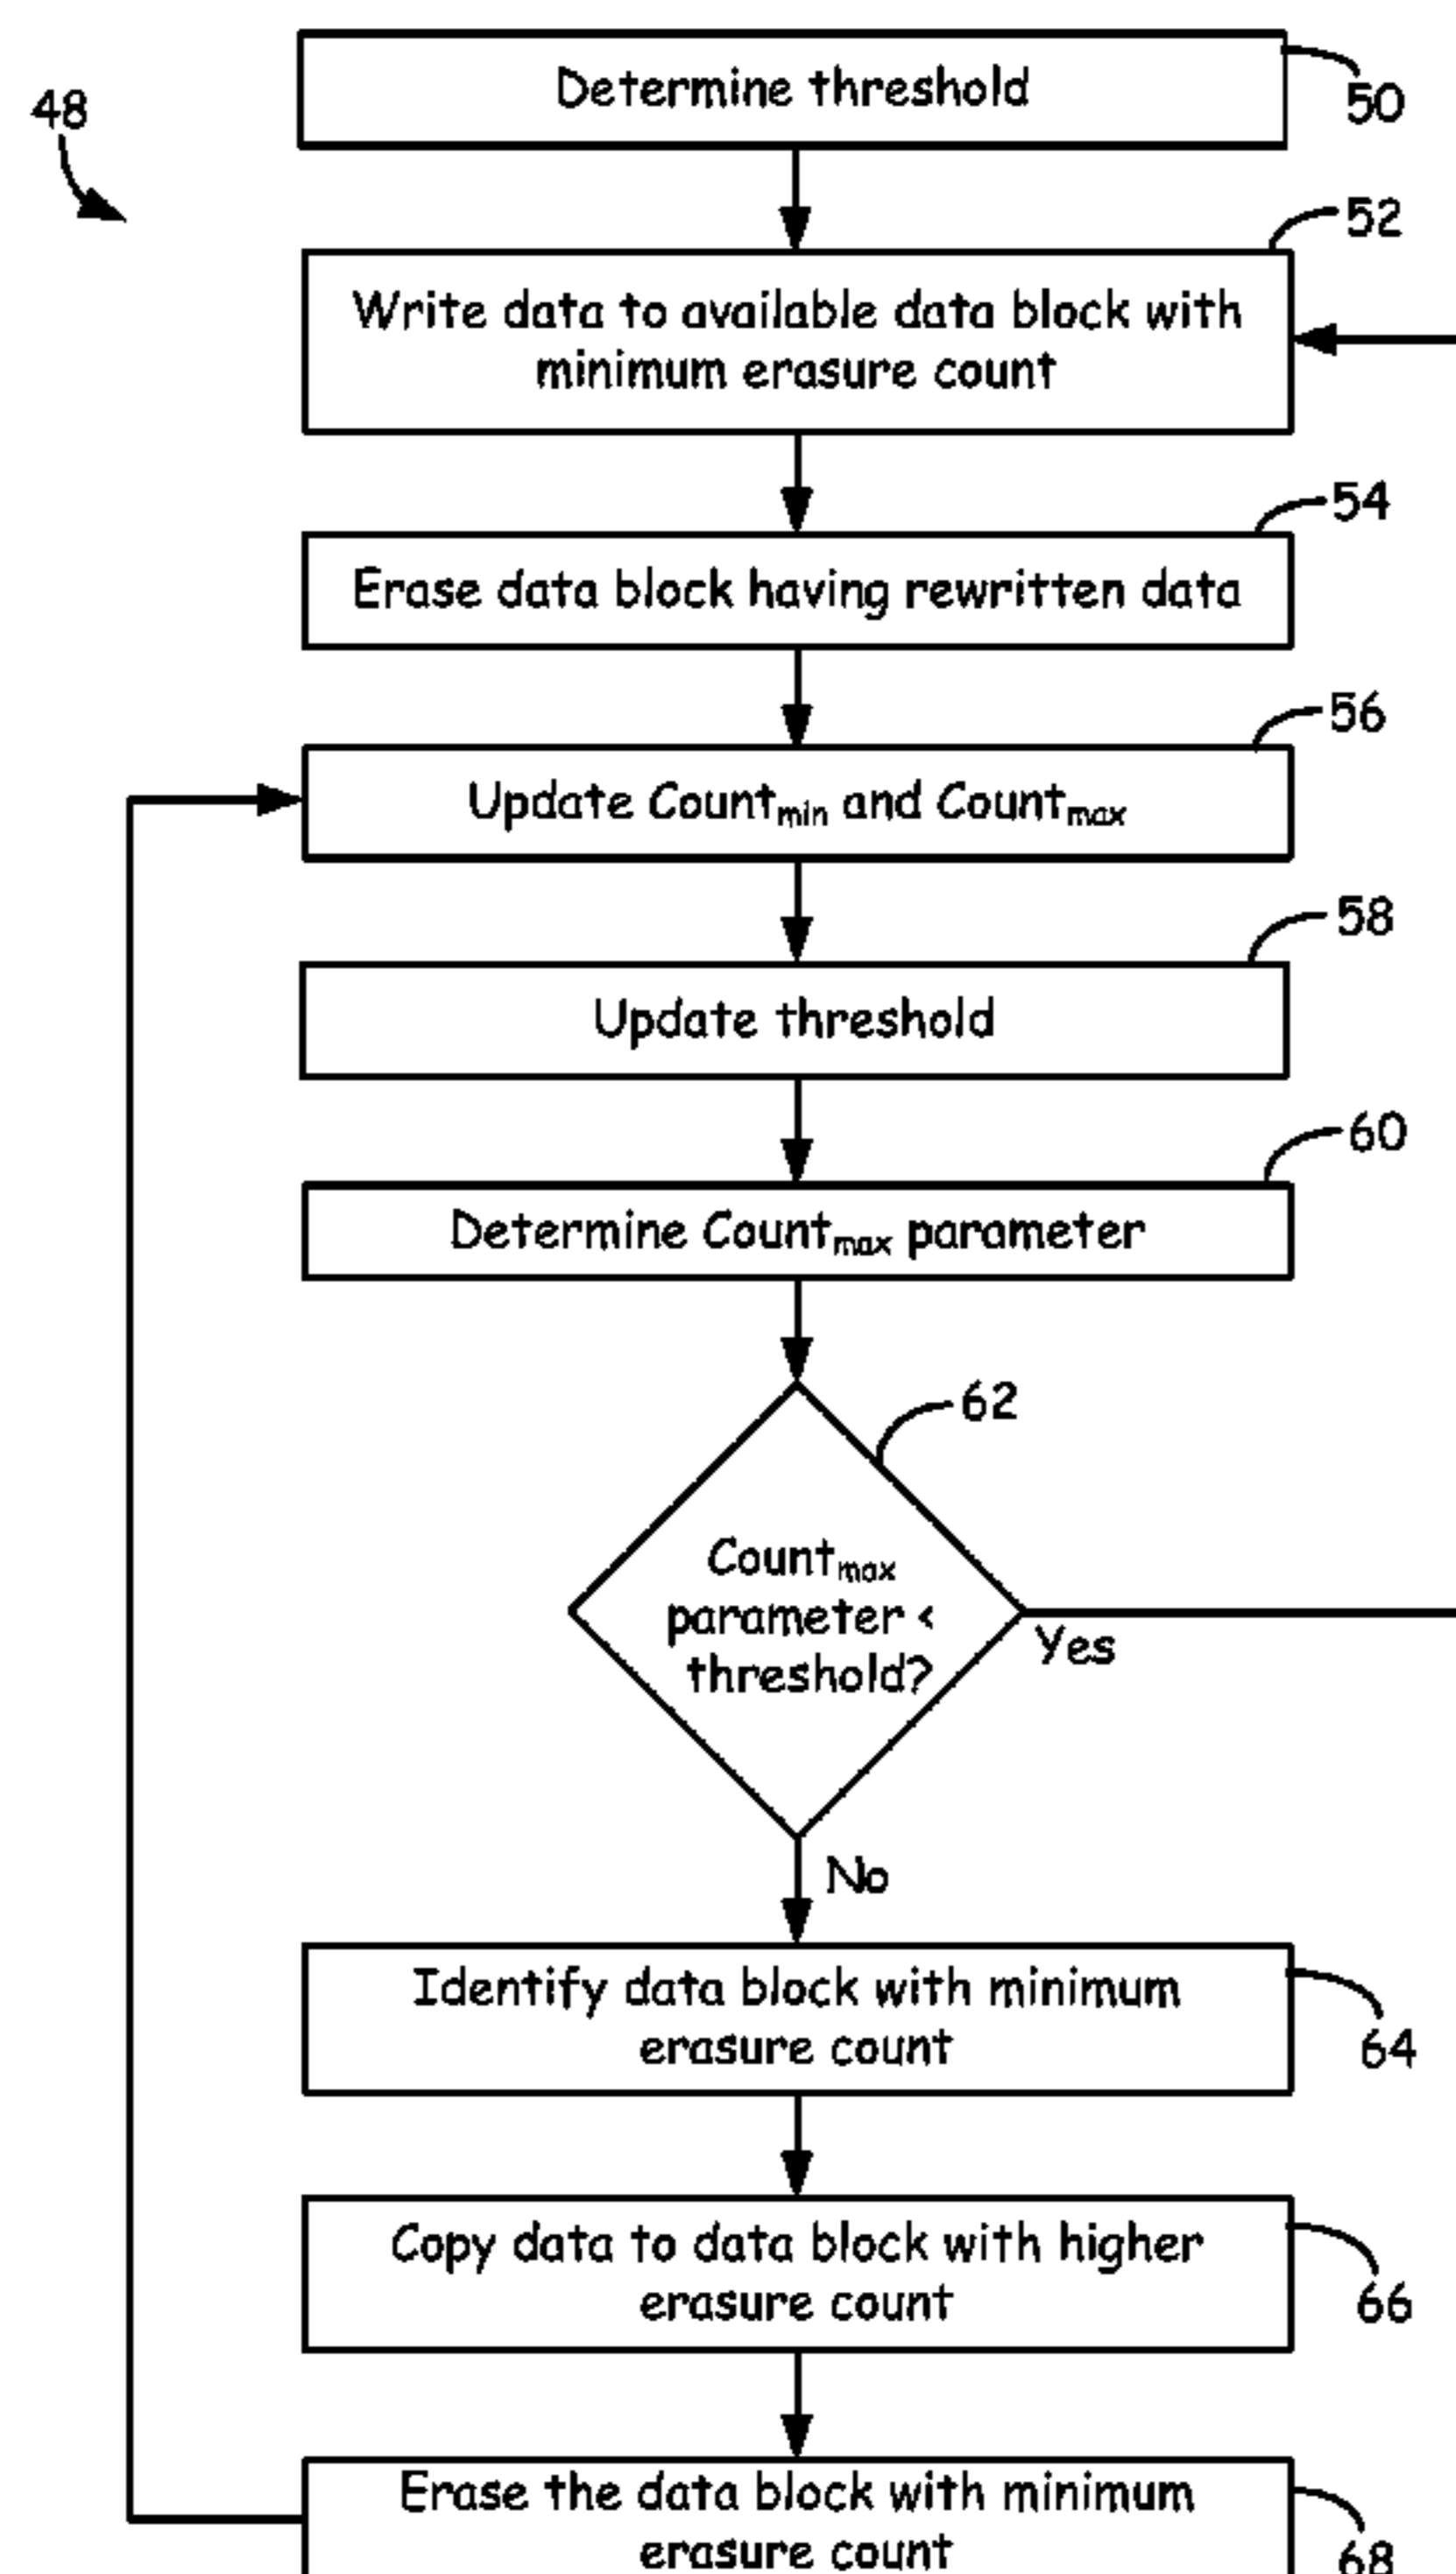 Determine threshold
50
48
52
Write data to available data block with
minimum erasure count
54
Erase data block having rewritten data
56
Update Countmin and Countmax
58
Update threshold
60
Determine Countmax parameter
62
Countmax
parameter <
threshold?
Yes
No
Identify data block with minimum
erasure count
64
Copy data to data block with higher
erasure count
66
Erase the data block with minimum
erasure count
68